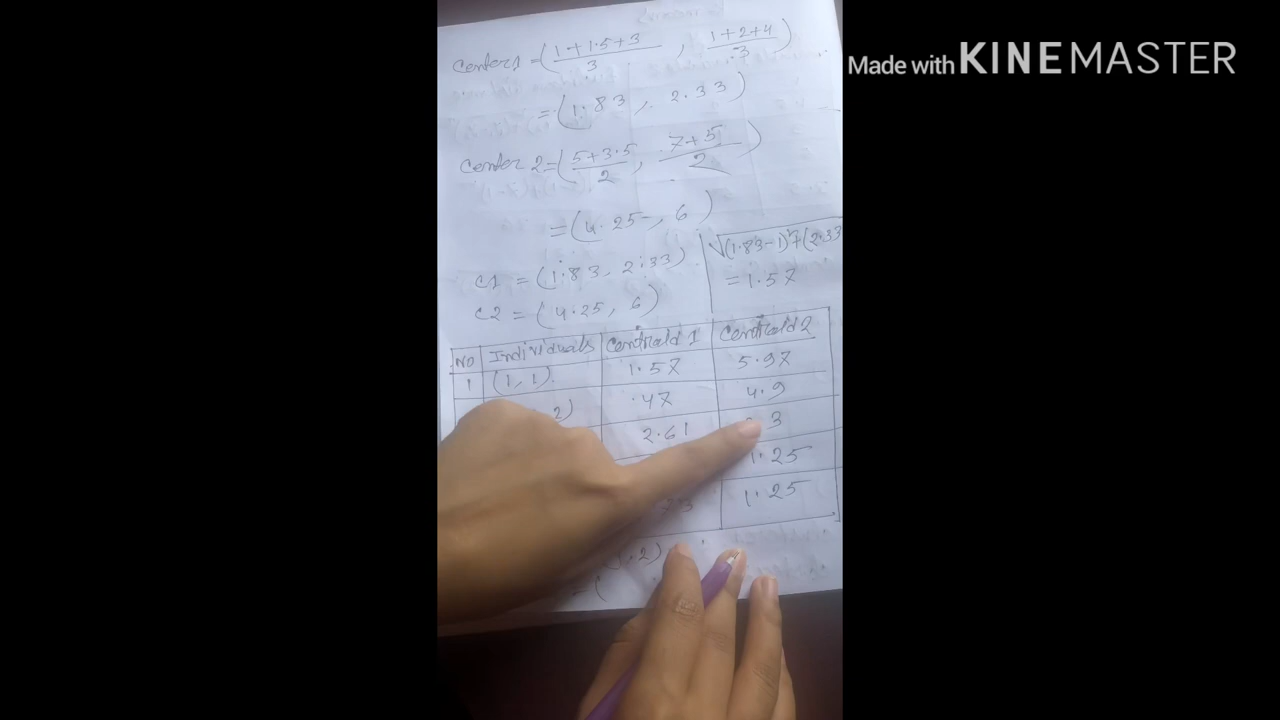 Made with KINEMASTER
Center1 = (1+1.5+3/3, 1+2+4/3)
= (1.83, 2.33)
Center 2 = (5+3.5/2, 7+5/2)
= (4.25, 6)
√(1.83-1)²+(2.33
= 1.57
C1 = (1.83, 2.33)
C2 = (4.25, 6)
NO Individuals Centroid 1 Centroid 2
1 (1, 1) 1.57 5.97
2) .47 4.9
2.61 3
1.25
1.25